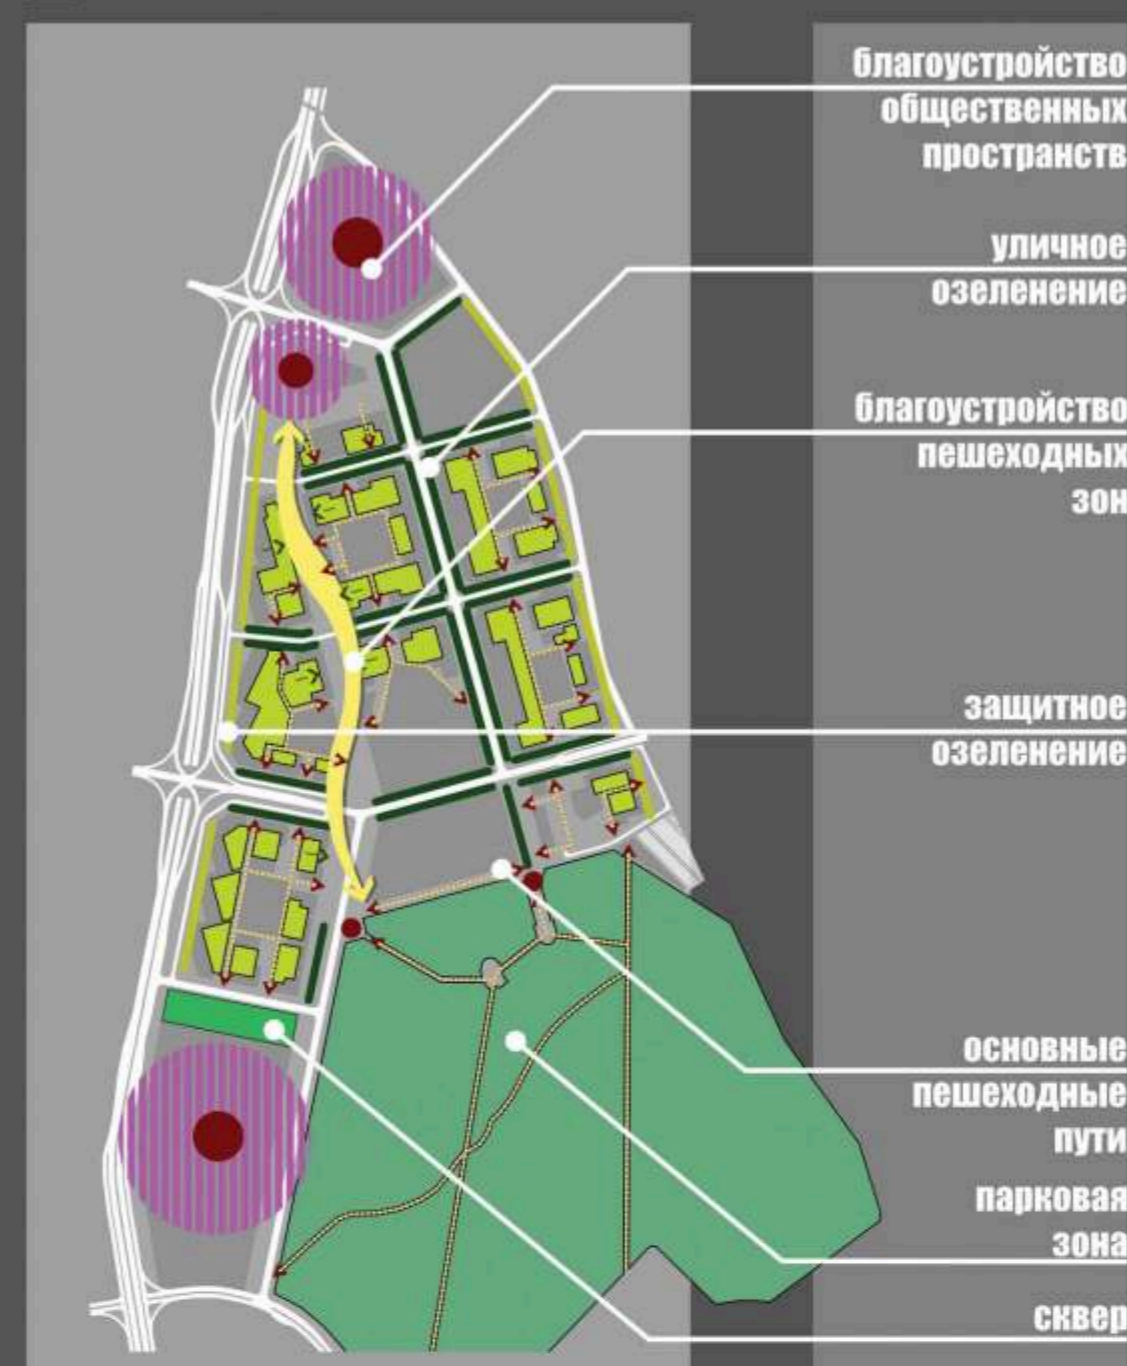 благоустройство
общественных
пространств
уличное
озеленение
благоустройство
пешеходных
зон
защитное
озеленение
основные
пешеходные
пути
парковая
зона
сквер